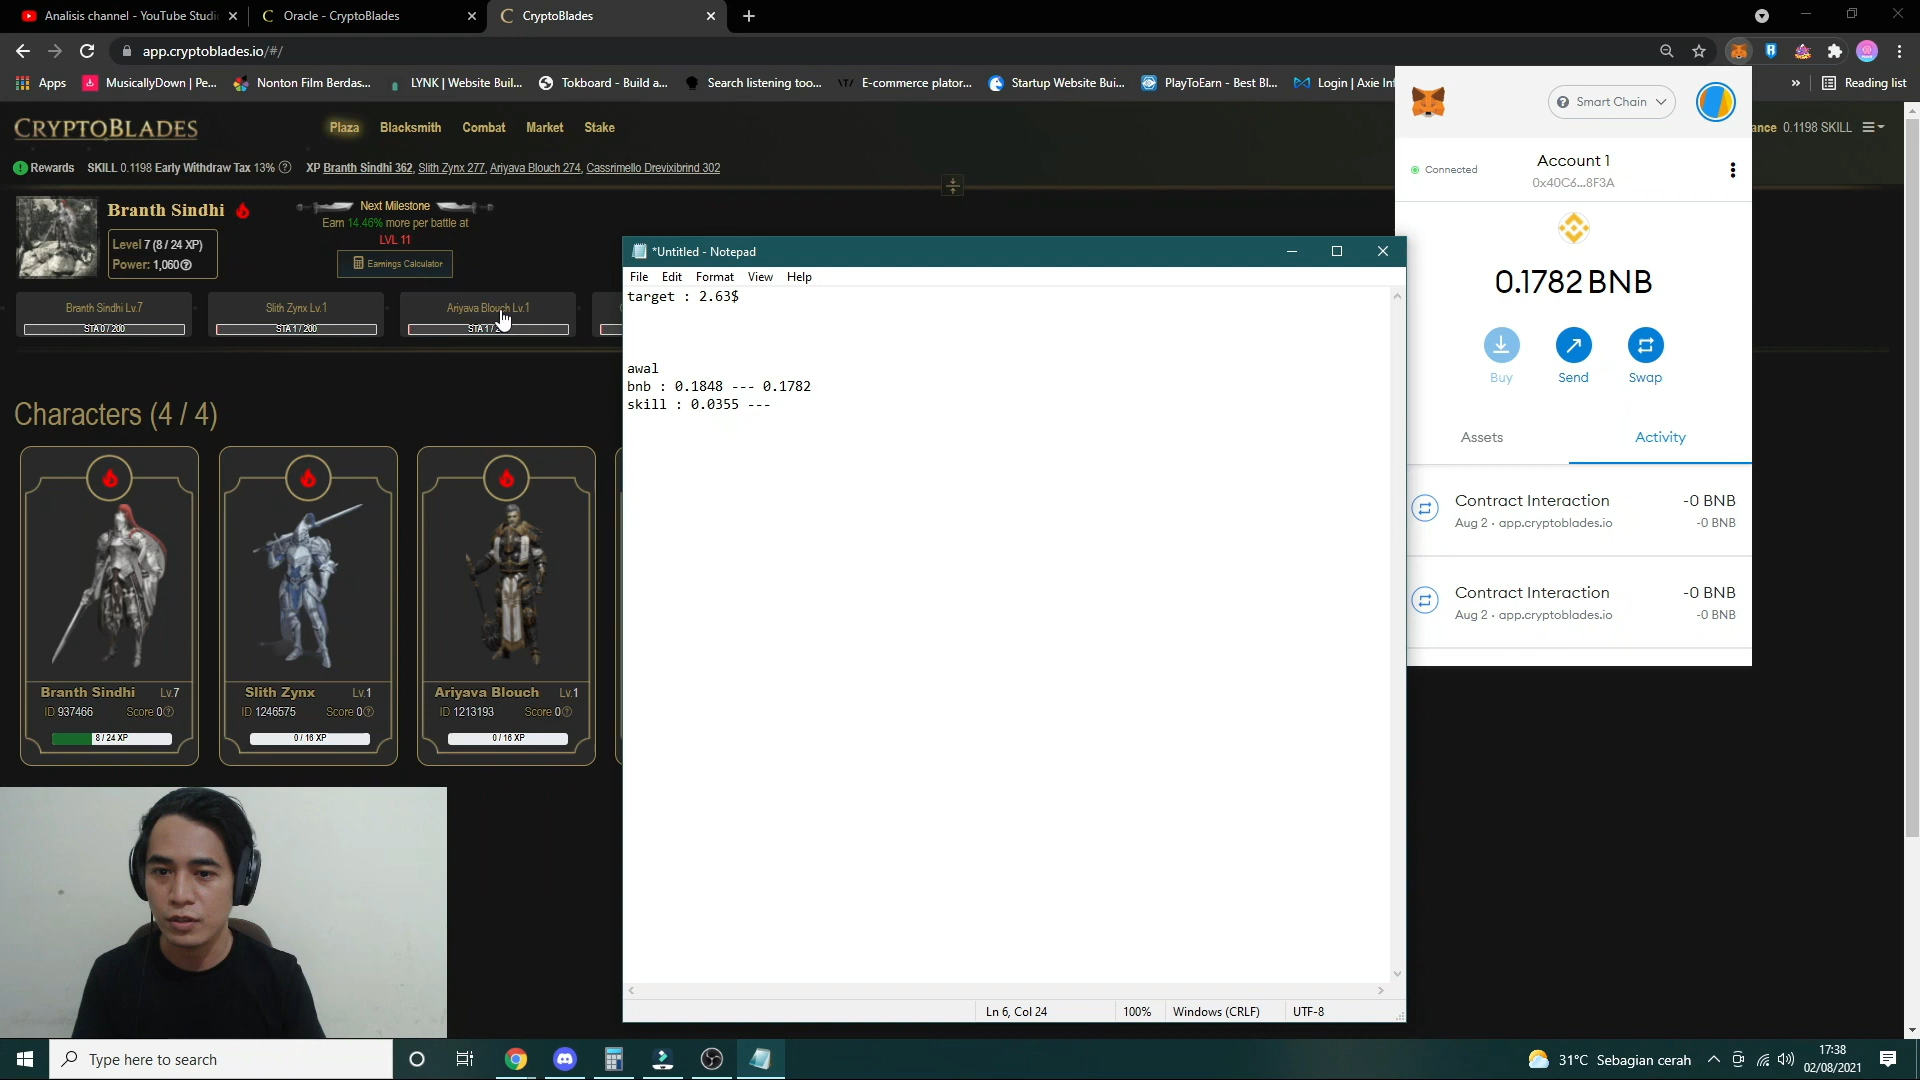 Analisis channel - YouTube Studi
Oracle - CryptoBlades
CryptoBlades
app.cryptoblades.io/#/
Apps
MusicallyDown | Pe...
Nonton Film Berdas...
LYNK | Website Buil...
Tokboard - Build a...
Search listening too...
E-commerce plator...
Startup Website Bui...
PlayToEarn - Best Bl...
Login | Axie Inf
»
Reading list
CRYPTOBLADES
Plaza
Blacksmith
Combat
Market
Stake
ance 0.1198 SKILL
Rewards SKILL 0.1198 Early Withdraw Tax 13% XP Branth Sindhi 362, Slith Zynx 277, Ariyava Blouch 274, Cassrimello Drevixibrind 302
Branth Sindhi
Level 7 (8 / 24 XP)
Power: 1,060
Next Milestone
Earn 14.46% more per battle at
LVL 11
Earnings Calculator
Branth Sindhi Lv.7
STA 0 / 200
Slith Zynx Lv.1
STA 1 / 200
Ariyava Blouch Lv.1
STA 1 / 2
Characters (4 / 4)
Branth Sindhi Lv.7
ID 937466 Score 0
8 / 24 XP
Slith Zynx Lv.1
ID 1246575 Score 0
0 / 16 XP
Ariyava Blouch Lv.1
ID 1213193 Score 0
0 / 16 XP
*Untitled - Notepad
File Edit Format View Help
target : 2.63$
awal
bnb : 0.1848 --- 0.1782
skill : 0.0355 ---
Ln 6, Col 24
100%
Windows (CRLF)
UTF-8
Smart Chain
Connected
Account 1
0x40C6...8F3A
0.1782 BNB
Buy
Send
Swap
Assets
Activity
Contract Interaction -0 BNB
Aug 2 · app.cryptoblades.io -0 BNB
Contract Interaction -0 BNB
Aug 2 · app.cryptoblades.io -0 BNB
Type here to search
31°C Sebagian cerah
17:38
02/08/2021